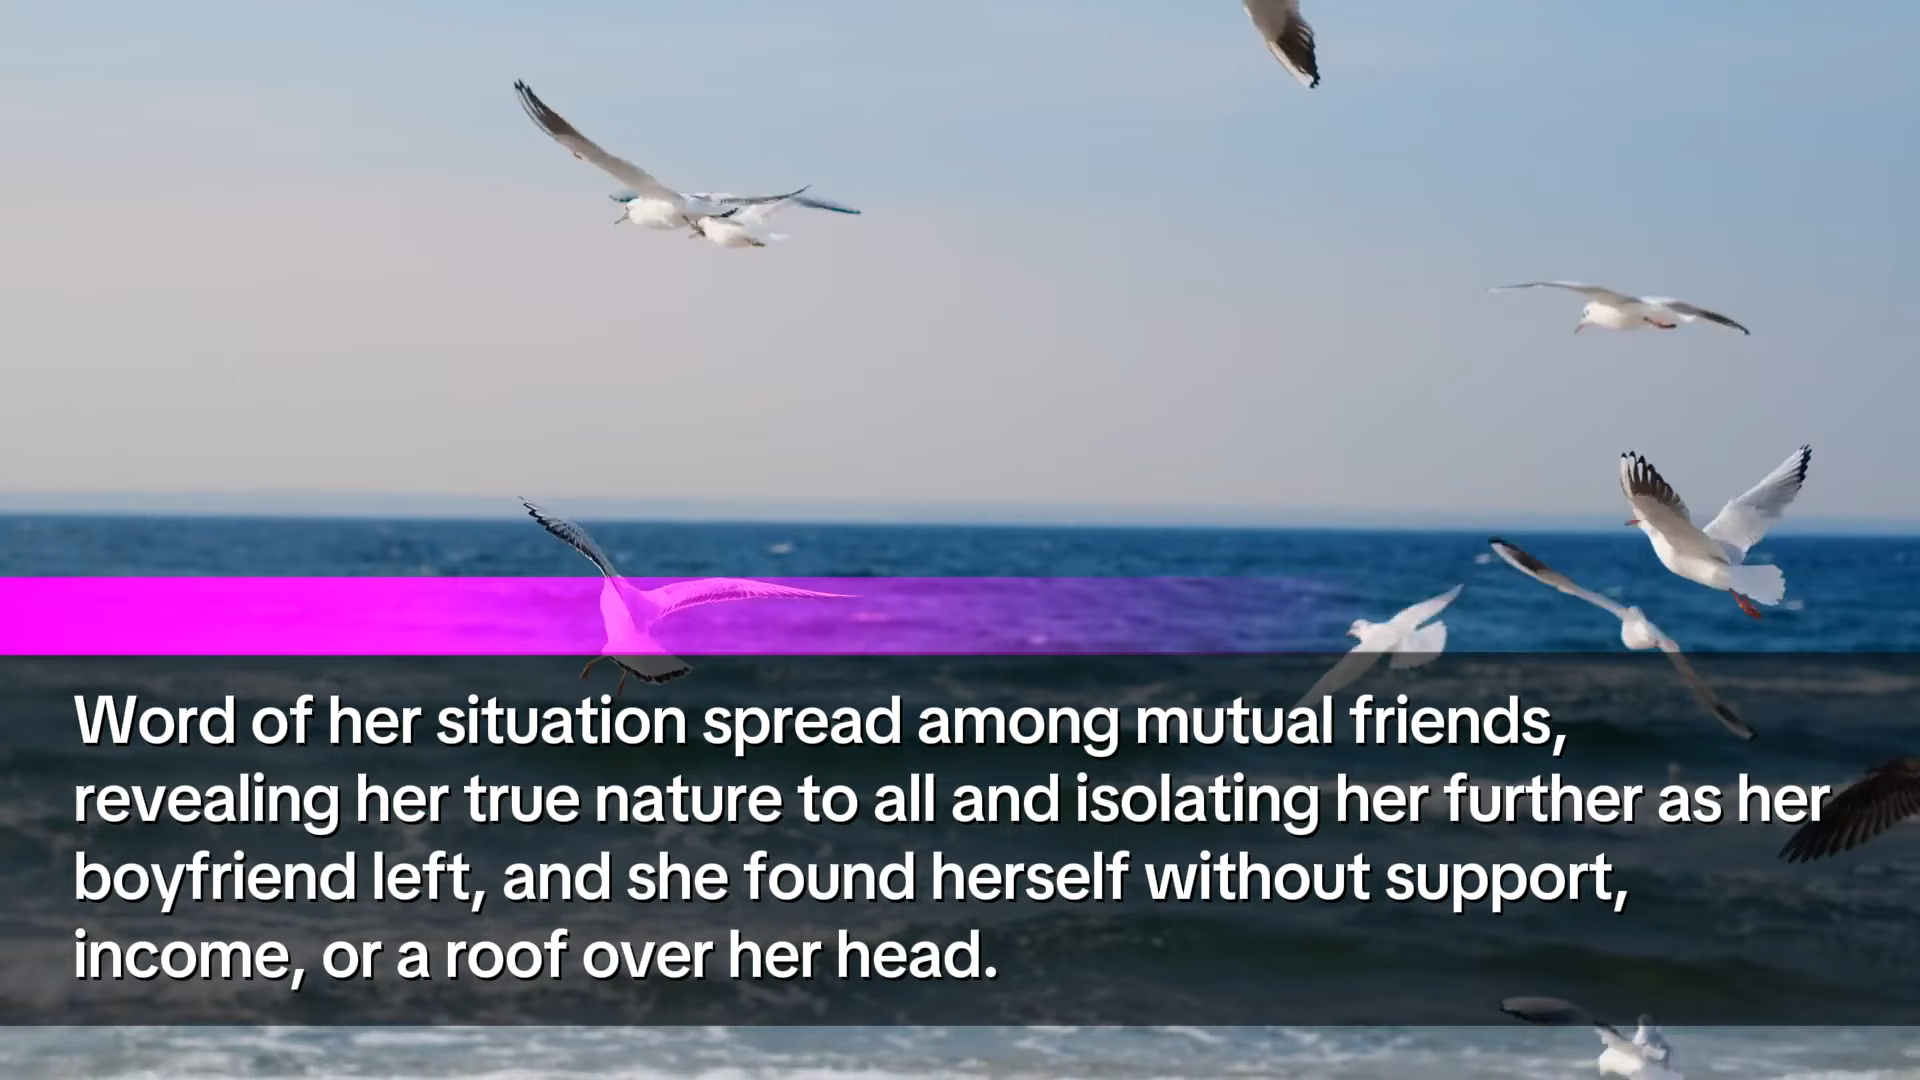 Word of her situation spread among mutual friends,
revealing her true nature to all and isolating her further as her
boyfriend left, and she found herself without support,
income, or a roof over her head.